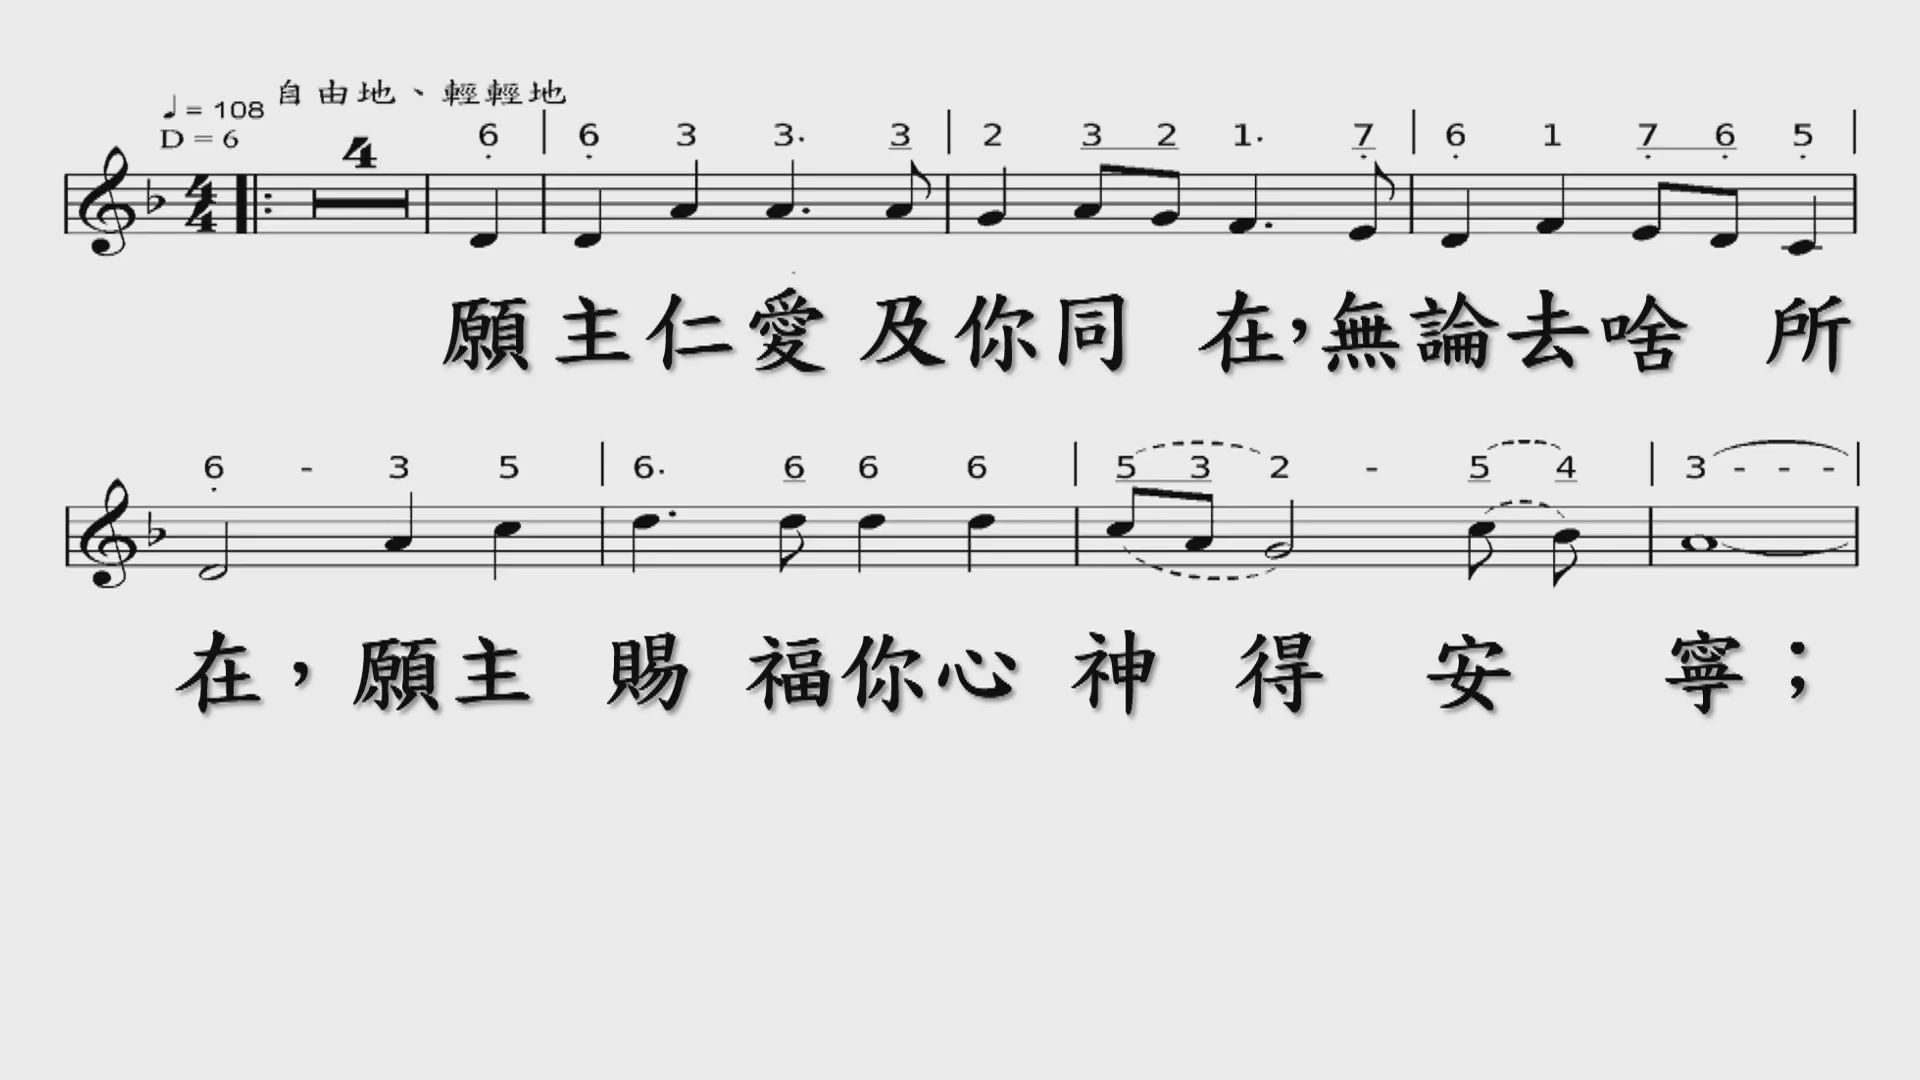 ♩= 108 自由地、輕輕地
D = 6
4
6̣ | 6̣ 3 3. 3 | 2 3 2 1. 7̣ | 6̣ 1 7̣ 6̣ 5̣ |
4/4
願主仁愛及你同在,無論去啥所
6̣ - 3 5 | 6. 6 6 6 | 5 3 2 - 5 4 | 3 - - - |
在,願主賜福你心神得安寧;